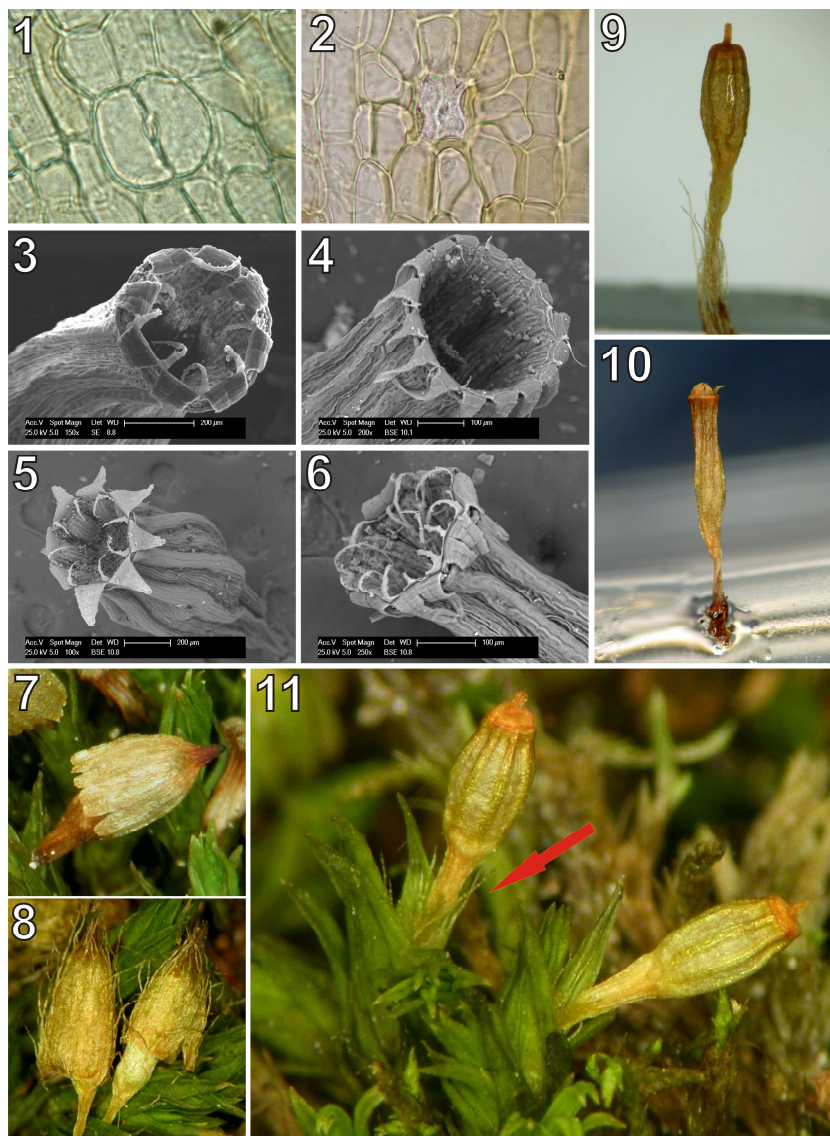 1
2
9
3
Acc.V Spot Magn Det WD
25.0 kV 5.0 150x SE 8.8 200 µm
4
Acc.V Spot Magn Det WD
25.0 kV 5.0 200x BSE 10.1 100 µm
10
5
Acc.V Spot Magn Det WD
25.0 kV 5.0 100x BSE 10.8 200 µm
6
Acc.V Spot Magn Det WD
25.0 kV 5.0 250x BSE 10.8 100 µm
7
11
8